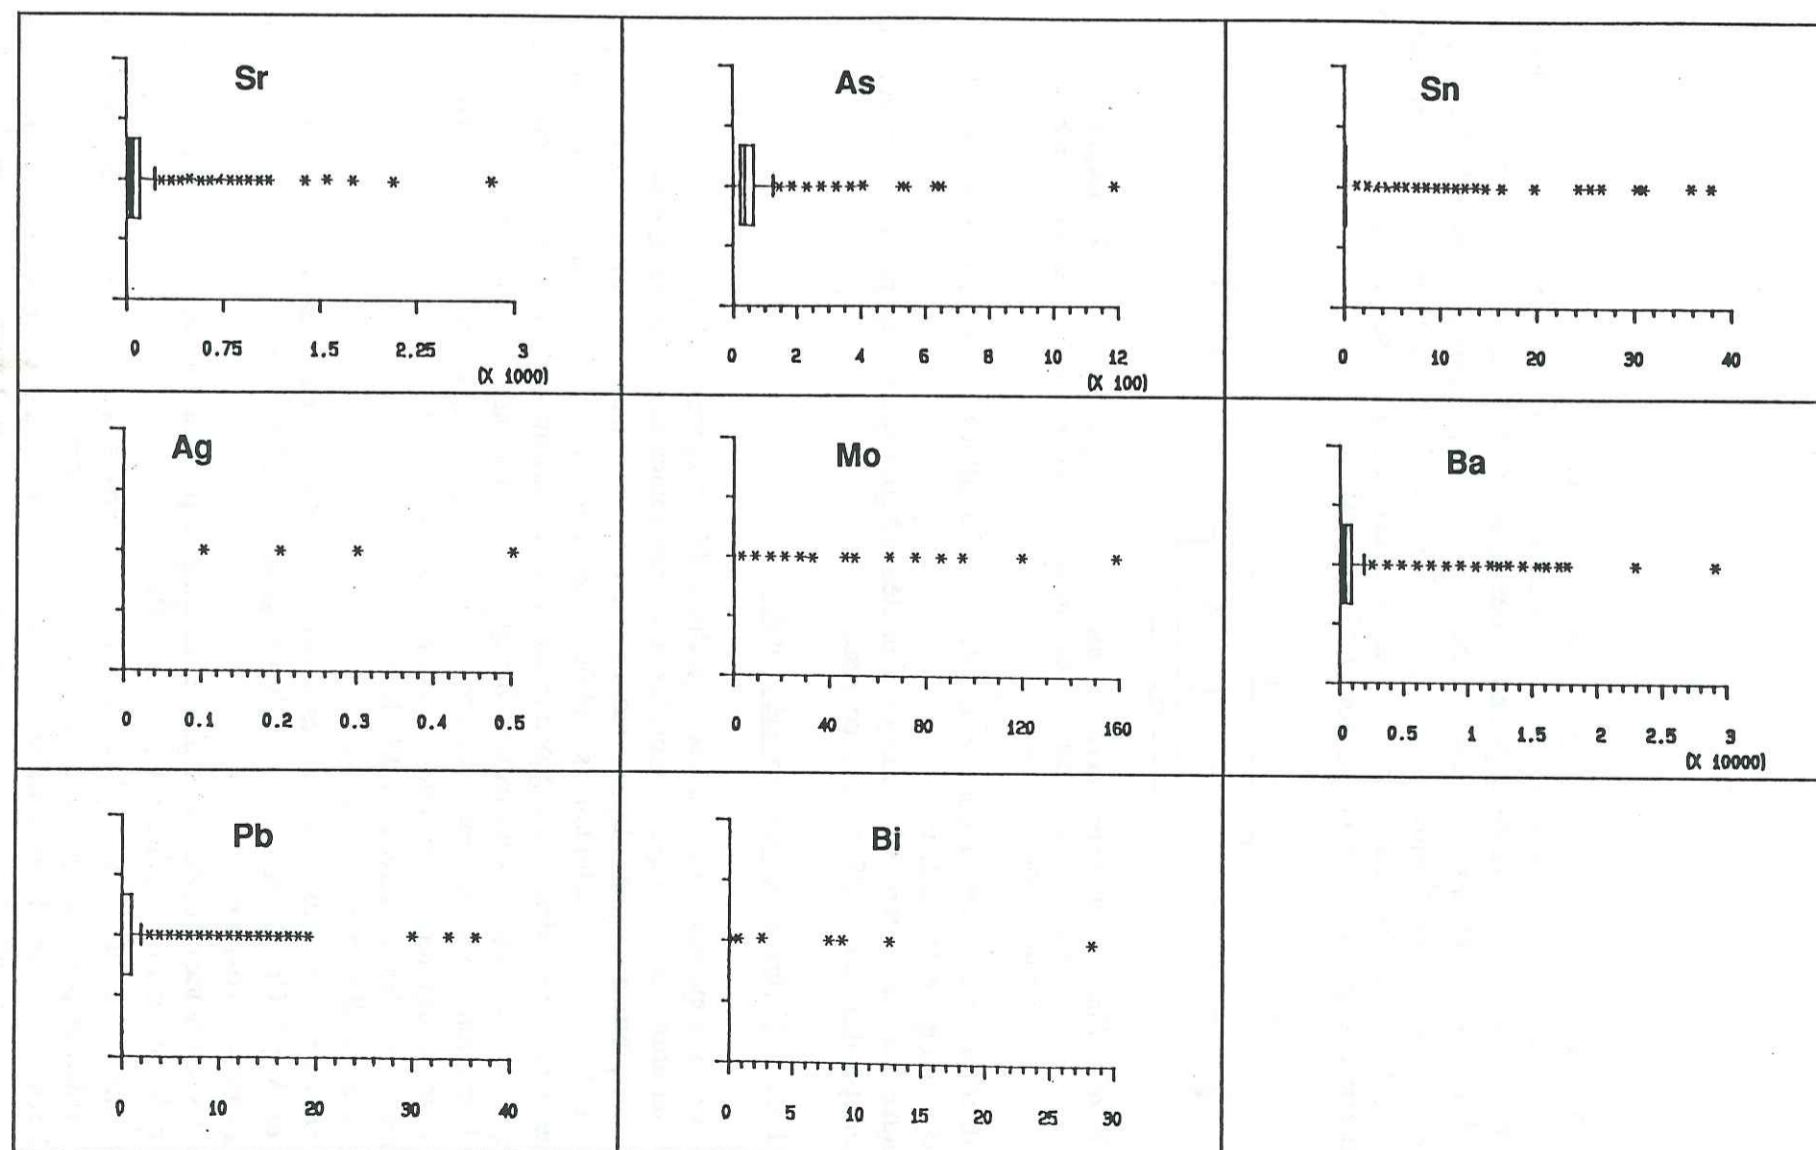 Sr
0 0.75 1.5 2.25 3
(X 1000)
As
0 2 4 6 8 10 12
(X 100)
Sn
0 10 20 30 40
Ag
0 0.1 0.2 0.3 0.4 0.5
Mo
0 40 80 120 160
Ba
0 0.5 1 1.5 2 2.5 3
(X 10000)
Pb
0 10 20 30 40
Bi
0 5 10 15 20 25 30